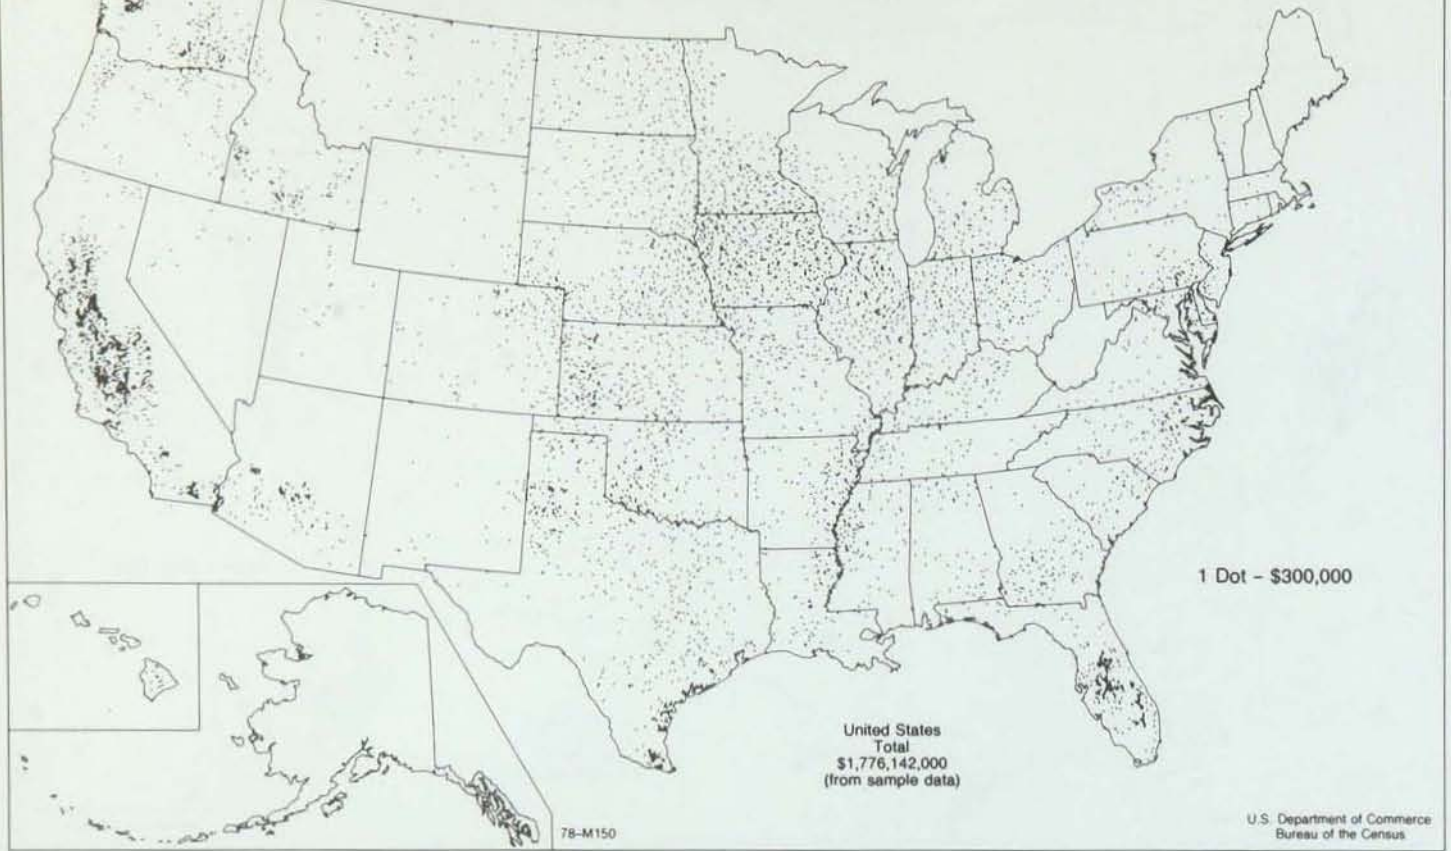 1 Dot – $300,000
United States
Total
$1,776,142,000
(from sample data)
78–M150
U.S. Department of Commerce
Bureau of the Census